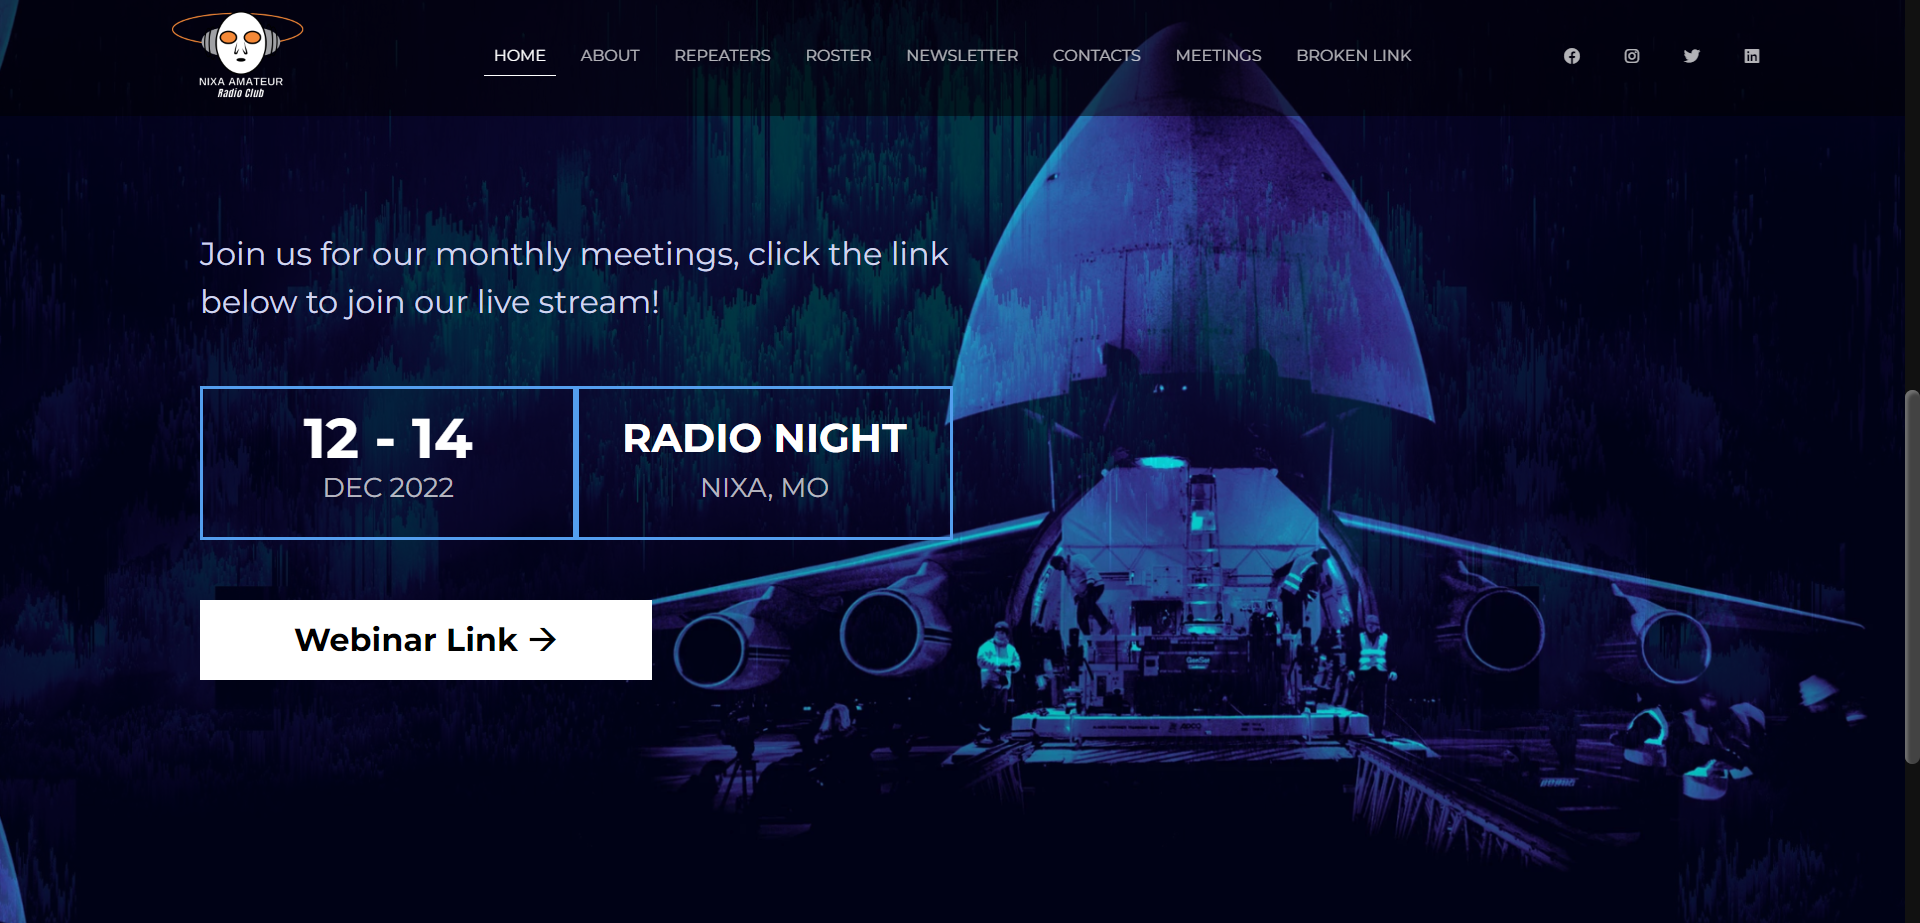 NIXA AMATEUR
Radio Club
HOME ABOUT REPEATERS ROSTER NEWSLETTER CONTACTS MEETINGS BROKEN LINK
Join us for our monthly meetings, click the link
below to join our live stream!
12 - 14
DEC 2022
RADIO NIGHT
NIXA, MO
Webinar Link →